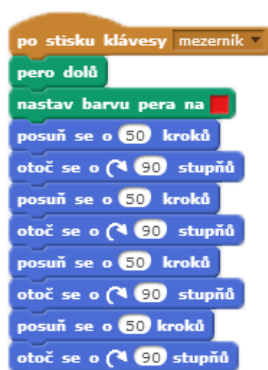 po stisku klávesy mezerník
pero dolů
nastav barvu pera na
posuň se o 50 kroků
otoč se o 90 stupňů
posuň se o 50 kroků
otoč se o 90 stupňů
posuň se o 50 kroků
otoč se o 90 stupňů
posuň se o 50 kroků
otoč se o 90 stupňů